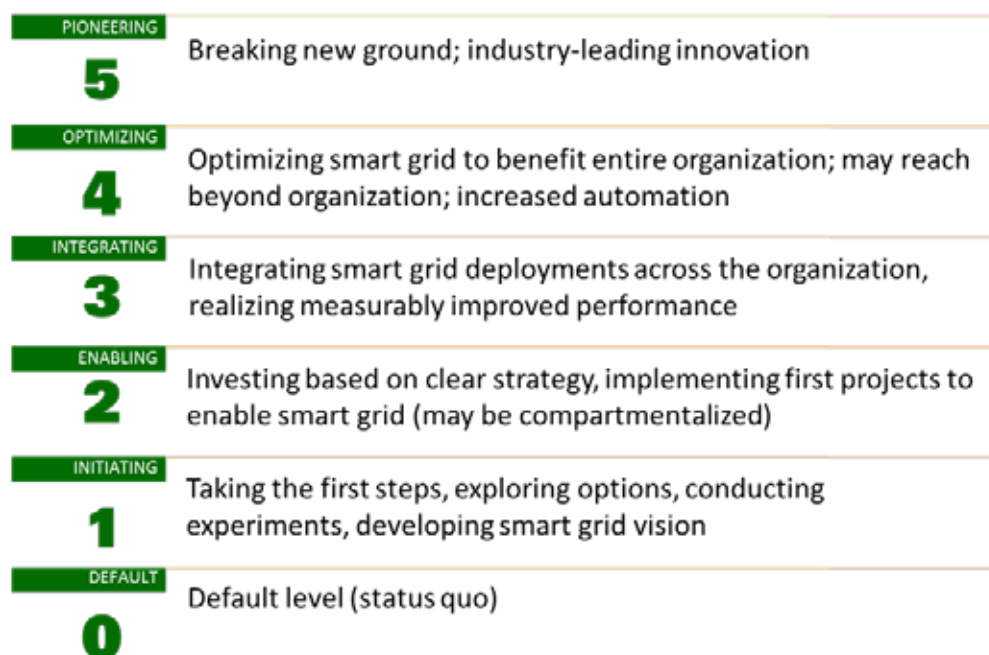 PIONEERING
5
Breaking new ground; industry-leading innovation
OPTIMIZING
4
Optimizing smart grid to benefit entire organization; may reach
beyond organization; increased automation
INTEGRATING
3
Integrating smart grid deployments across the organization,
realizing measurably improved performance
ENABLING
2
Investing based on clear strategy, implementing first projects to
enable smart grid (may be compartmentalized)
INITIATING
1
Taking the first steps, exploring options, conducting
experiments, developing smart grid vision
DEFAULT
0
Default level (status quo)